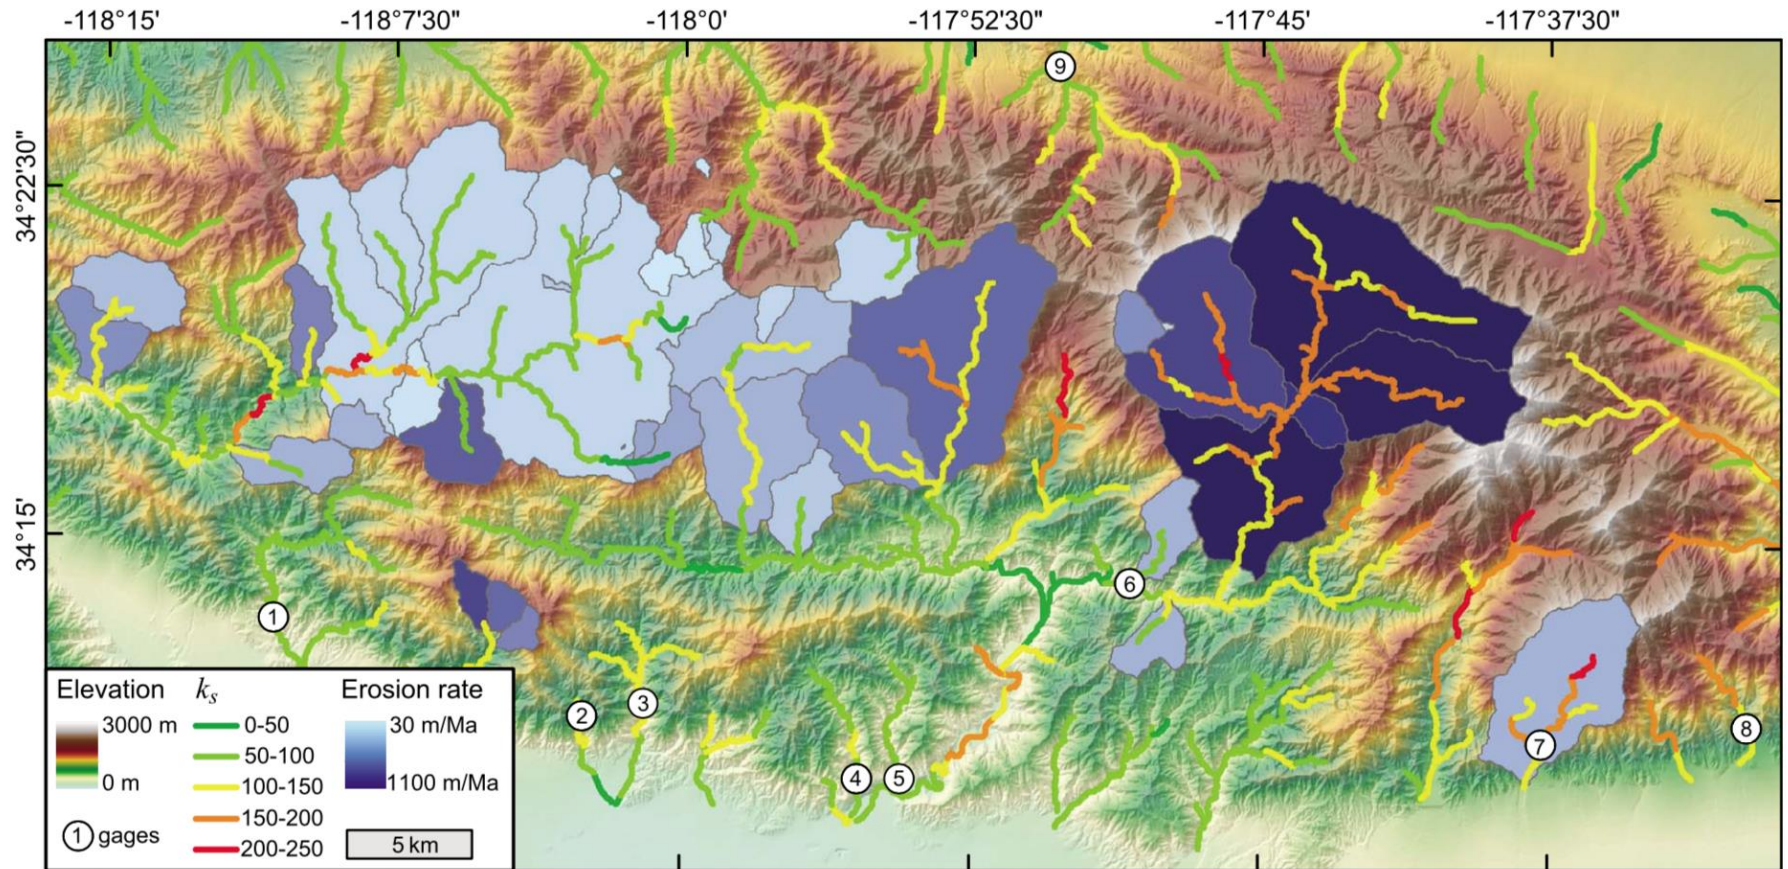 -118°15' -118°7'30" -118°0' -117°52'30" -117°45' -117°37'30"
9
34°22'30"
34°15'
6
1
3
2
8
7
4 5
Elevation
3000 m
0 m
1 gages
ks
0-50
50-100
100-150
150-200
200-250
Erosion rate
30 m/Ma
1100 m/Ma
5 km